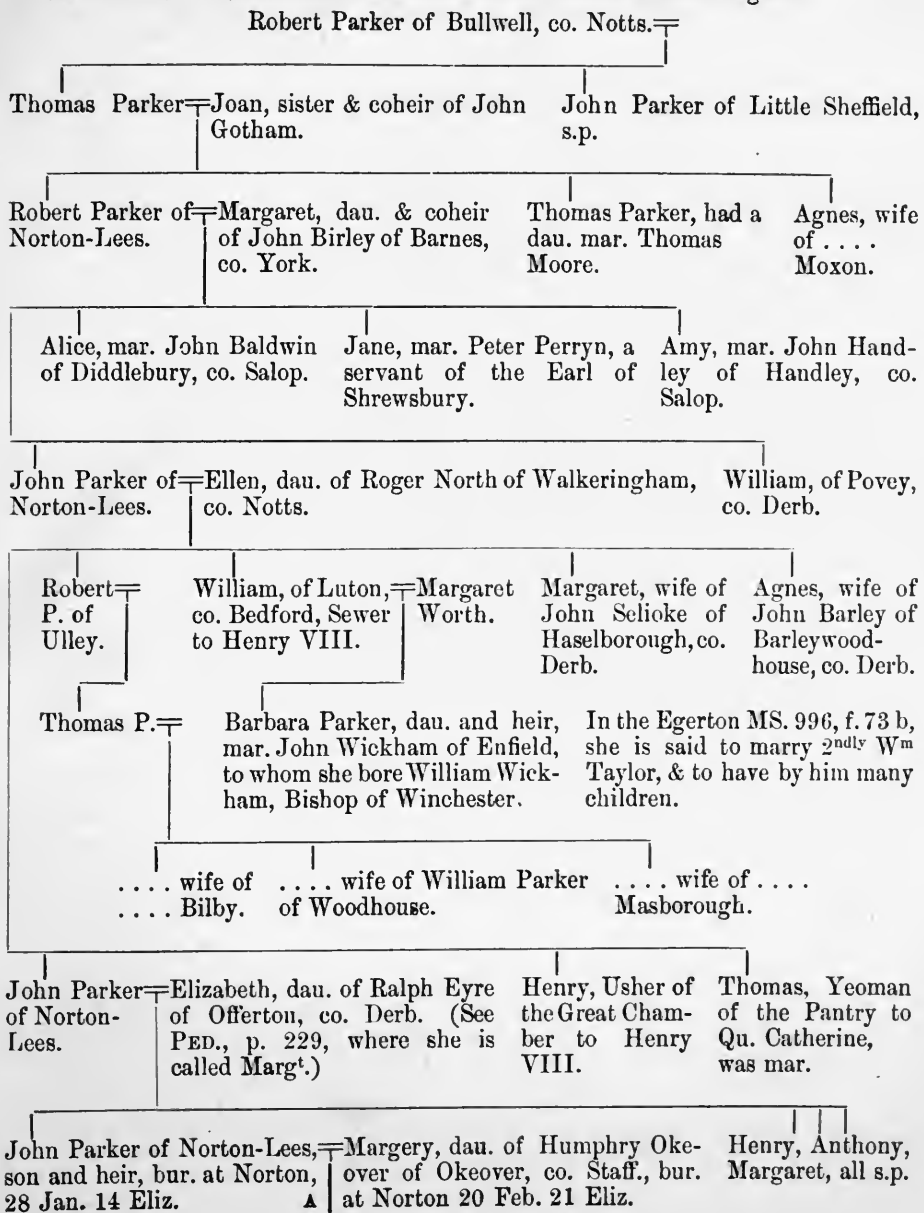 Robert Parker of Bullwell, co. Notts.
Thomas Parker=Joan, sister & coheir of John Gotham.
John Parker of Little Sheffield, s.p.
Robert Parker of Norton-Lees.=Margaret, dau. & coheir of John Birley of Barnes, co. York.
Thomas Parker, had a dau. mar. Thomas Moore.
Agnes, wife of .... Moxon.
Alice, mar. John Baldwin of Diddlebury, co. Salop.
Jane, mar. Peter Perryn, a servant of the Earl of Shrewsbury.
Amy, mar. John Handley of Handley, co. Salop.
John Parker of Norton-Lees.=Ellen, dau. of Roger North of Walkeringham, co. Notts.
William, of Povey, co. Derb.
Robert P. of Ulley.=
William, of Luton, co. Bedford, Sewer to Henry VIII.=Margaret Worth.
Margaret, wife of John Selioke of Haselborough, co. Derb.
Agnes, wife of John Barley of Barleywood-house, co. Derb.
Thomas P.=
Barbara Parker, dau. and heir, mar. John Wickham of Enfield, to whom she bore William Wickham, Bishop of Winchester.
In the Egerton MS. 996, f. 73 b, she is said to marry 2ndly Wm Taylor, & to have by him many children.
.... wife of .... Bilby.
.... wife of William Parker of Woodhouse.
.... wife of .... Masborough.
John Parker of Norton-Lees.=Elizabeth, dau. of Ralph Eyre of Offerton, co. Derb. (See PED., p. 229, where she is called Margt.)
Henry, Usher of the Great Chamber to Henry VIII.
Thomas, Yeoman of the Pantry to Qu. Catherine, was mar.
John Parker of Norton-Lees, son and heir, bur. at Norton, 28 Jan. 14 Eliz.=Margery, dau. of Humphry Okeover of Okeover, co. Staff., bur. at Norton 20 Feb. 21 Eliz.
A
Henry, Anthony, Margaret, all s.p.